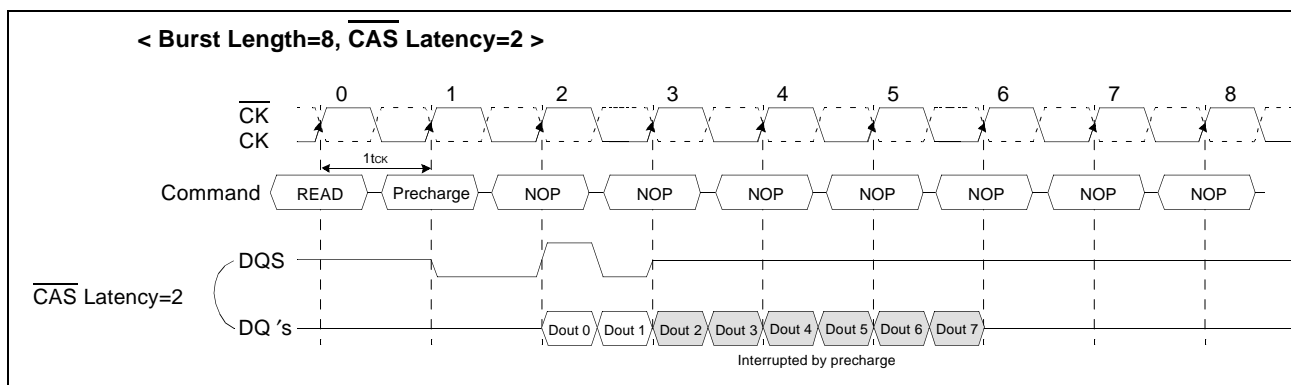 < Burst Length=8, CAS Latency=2 >
0 1 2 3 4 5 6 7 8
CK
CK
1tCK
Command READ Precharge NOP NOP NOP NOP NOP NOP NOP
DQS
CAS Latency=2
DQ 's Dout 0 Dout 1 Dout 2 Dout 3 Dout 4 Dout 5 Dout 6 Dout 7
Interrupted by precharge